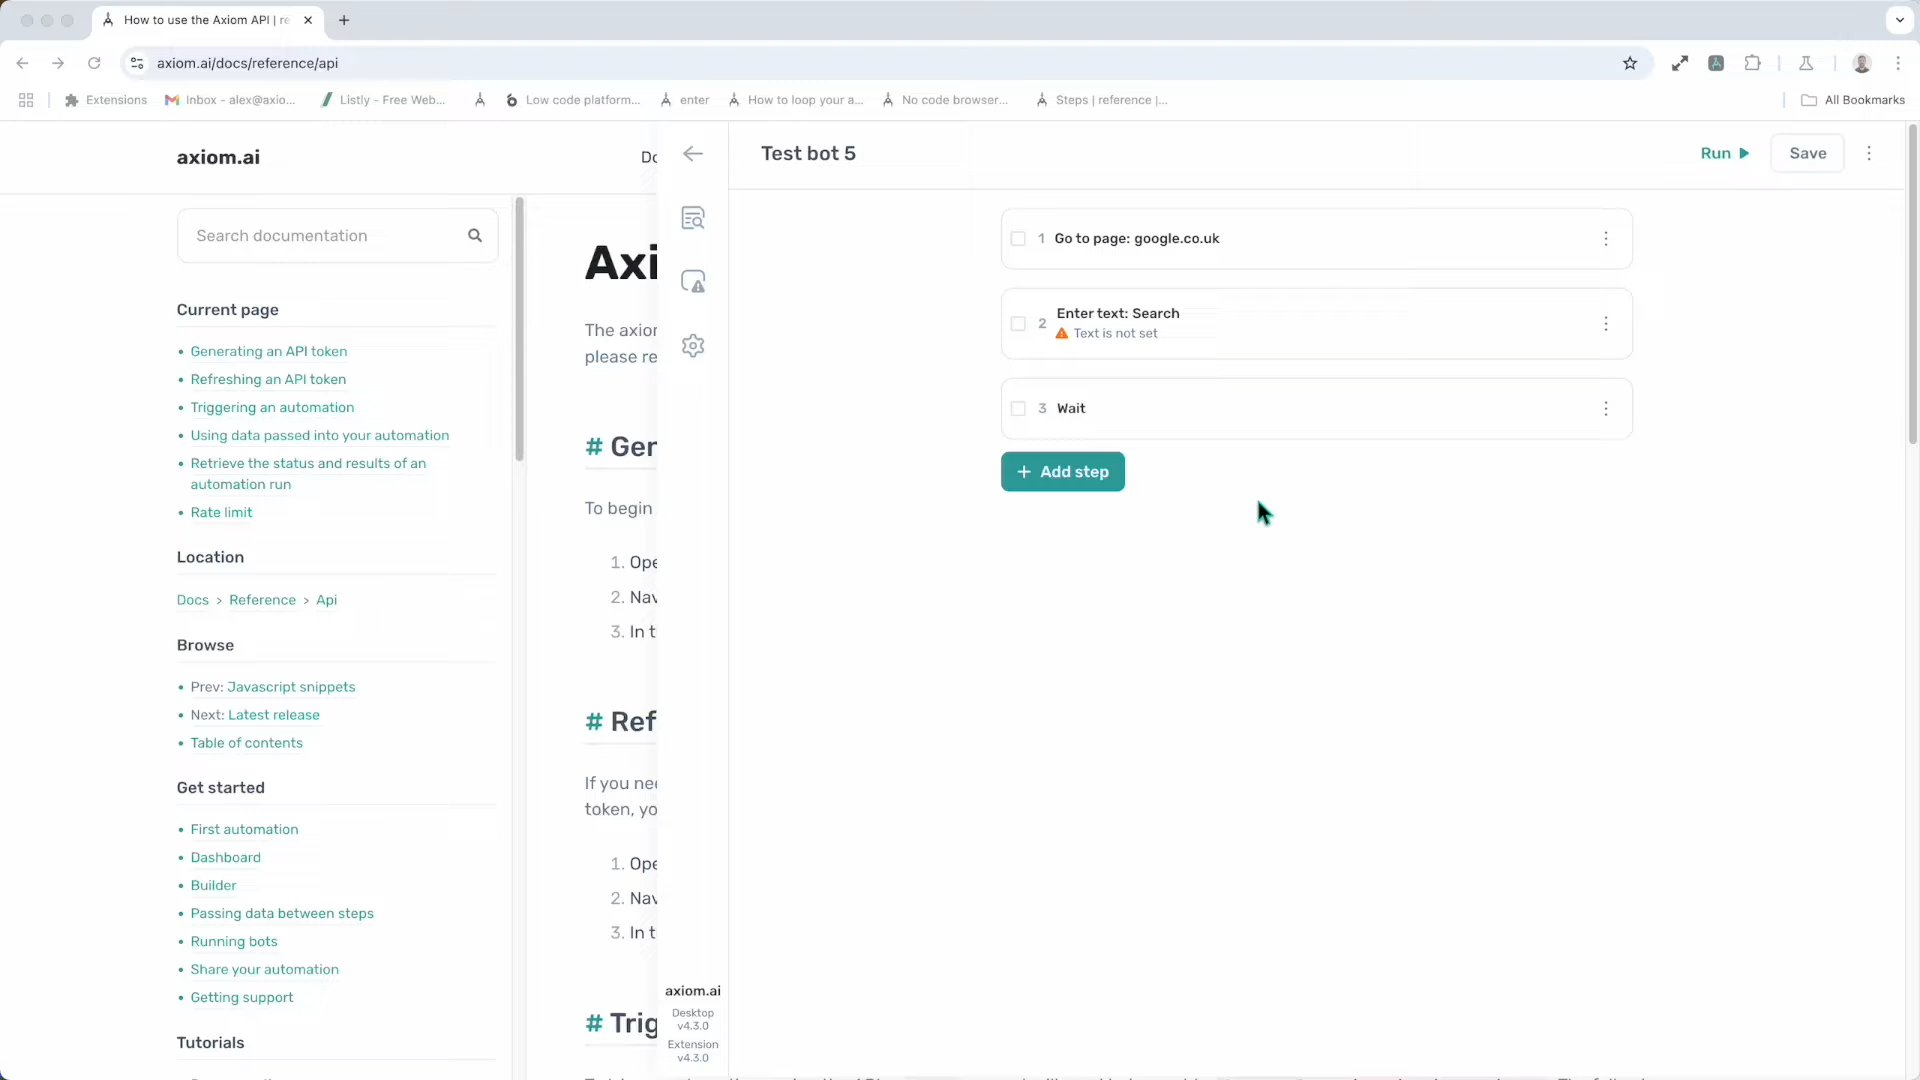 How to use the Axiom API | re
axiom.ai/docs/reference/api
Extensions
Inbox - alex@axio...
Listly - Free Web...
Low code platform...
enter
How to loop your a...
No code browser...
Steps | reference |...
All Bookmarks
axiom.ai
Do
Search documentation
Current page
Generating an API token
Refreshing an API token
Triggering an automation
Using data passed into your automation
Retrieve the status and results of an
automation run
Rate limit
Location
Docs > Reference > Api
Browse
Prev: Javascript snippets
Next: Latest release
Table of contents
Get started
First automation
Dashboard
Builder
Passing data between steps
Running bots
Share your automation
Getting support
Tutorials
Axi
The axior
please re
# Ger
To begin
1. Ope
2. Nav
3. In t
# Ref
If you nee
token, yo
1. Ope
2. Nav
3. In t
# Trig
axiom.ai
Desktop
v4.3.0
Extension
v4.3.0
Test bot 5
Run
Save
1 Go to page: google.co.uk
2 Enter text: Search
Text is not set
3 Wait
+ Add step